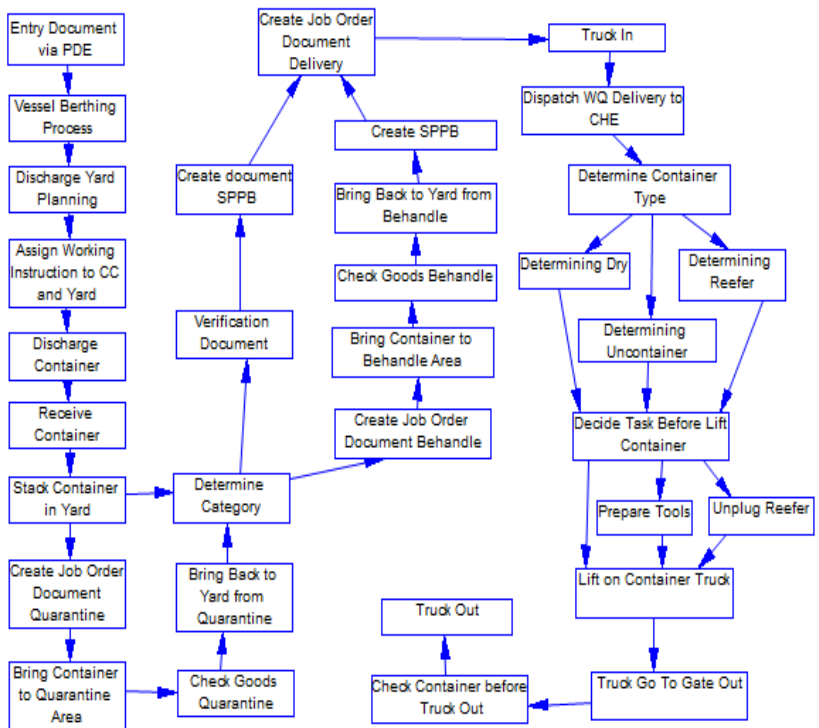 Entry Document
via PDE
Vessel Berthing
Process
Discharge Yard
Planning
Assign Working
Instruction to CC
and Yard
Discharge
Container
Receive
Container
Stack Container
in Yard
Create Job Order
Document
Quarantine
Bring Container
to Quarantine
Area
Check Goods
Quarantine
Bring Back to
Yard from
Quarantine
Determine
Category
Verification
Document
Create document
SPPB
Create Job Order
Document Behandle
Bring Container to
Behandle Area
Check Goods Behandle
Bring Back to Yard from
Behandle
Create SPPB
Create Job Order
Document
Delivery
Truck In
Dispatch WQ Delivery to
CHE
Determine Container
Type
Determining Dry
Determining
Uncontainer
Determining
Reefer
Decide Task Before Lift
Container
Prepare Tools
Unplug Reefer
Lift on Container Truck
Truck Go To Gate Out
Check Container before
Truck Out
Truck Out